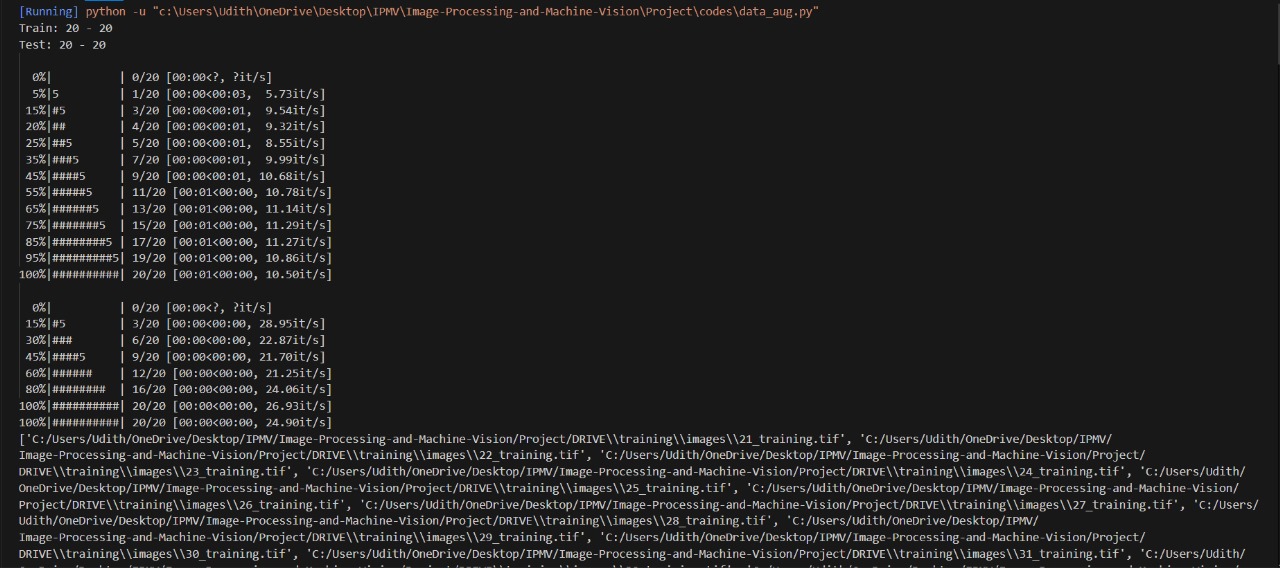 [Running] python -u "c:\Users\Udith\OneDrive\Desktop\IPMV\Image-Processing-and-Machine-Vision\Project\codes\data_aug.py"
Train: 20 - 20
Test: 20 - 20
0%|          | 0/20 [00:00<?, ?it/s]
5%|5         | 1/20 [00:00<00:03,  5.73it/s]
15%|#5        | 3/20 [00:00<00:01,  9.54it/s]
20%|##        | 4/20 [00:00<00:01,  9.32it/s]
25%|##5       | 5/20 [00:00<00:01,  8.55it/s]
35%|###5      | 7/20 [00:00<00:01,  9.99it/s]
45%|####5     | 9/20 [00:00<00:01, 10.68it/s]
55%|#####5    | 11/20 [00:01<00:00, 10.78it/s]
65%|######5   | 13/20 [00:01<00:00, 11.14it/s]
75%|#######5  | 15/20 [00:01<00:00, 11.29it/s]
85%|########5 | 17/20 [00:01<00:00, 11.27it/s]
95%|#########5| 19/20 [00:01<00:00, 10.86it/s]
100%|##########| 20/20 [00:01<00:00, 10.50it/s]
0%|          | 0/20 [00:00<?, ?it/s]
15%|#5        | 3/20 [00:00<00:00, 28.95it/s]
30%|###       | 6/20 [00:00<00:00, 22.87it/s]
45%|####5     | 9/20 [00:00<00:00, 21.70it/s]
60%|######    | 12/20 [00:00<00:00, 21.25it/s]
80%|########  | 16/20 [00:00<00:00, 24.06it/s]
100%|##########| 20/20 [00:00<00:00, 26.93it/s]
100%|##########| 20/20 [00:00<00:00, 24.90it/s]
['C:/Users/Udith/OneDrive/Desktop/IPMV/Image-Processing-and-Machine-Vision/Project/DRIVE\\training\\images\\21_training.tif', 'C:/Users/Udith/OneDrive/Desktop/IPMV/
Image-Processing-and-Machine-Vision/Project/DRIVE\\training\\images\\22_training.tif', 'C:/Users/Udith/OneDrive/Desktop/IPMV/Image-Processing-and-Machine-Vision/Project/
DRIVE\\training\\images\\23_training.tif', 'C:/Users/Udith/OneDrive/Desktop/IPMV/Image-Processing-and-Machine-Vision/Project/DRIVE\\training\\images\\24_training.tif', 'C:/Users/Udith/
OneDrive/Desktop/IPMV/Image-Processing-and-Machine-Vision/Project/DRIVE\\training\\images\\25_training.tif', 'C:/Users/Udith/OneDrive/Desktop/IPMV/Image-Processing-and-Machine-Vision/
Project/DRIVE\\training\\images\\26_training.tif', 'C:/Users/Udith/OneDrive/Desktop/IPMV/Image-Processing-and-Machine-Vision/Project/DRIVE\\training\\images\\27_training.tif', 'C:/Users/
Udith/OneDrive/Desktop/IPMV/Image-Processing-and-Machine-Vision/Project/DRIVE\\training\\images\\28_training.tif', 'C:/Users/Udith/OneDrive/Desktop/IPMV/
Image-Processing-and-Machine-Vision/Project/DRIVE\\training\\images\\29_training.tif', 'C:/Users/Udith/OneDrive/Desktop/IPMV/Image-Processing-and-Machine-Vision/Project/
DRIVE\\training\\images\\30_training.tif', 'C:/Users/Udith/OneDrive/Desktop/IPMV/Image-Processing-and-Machine-Vision/Project/DRIVE\\training\\images\\31_training.tif', 'C:/Users/Udith/